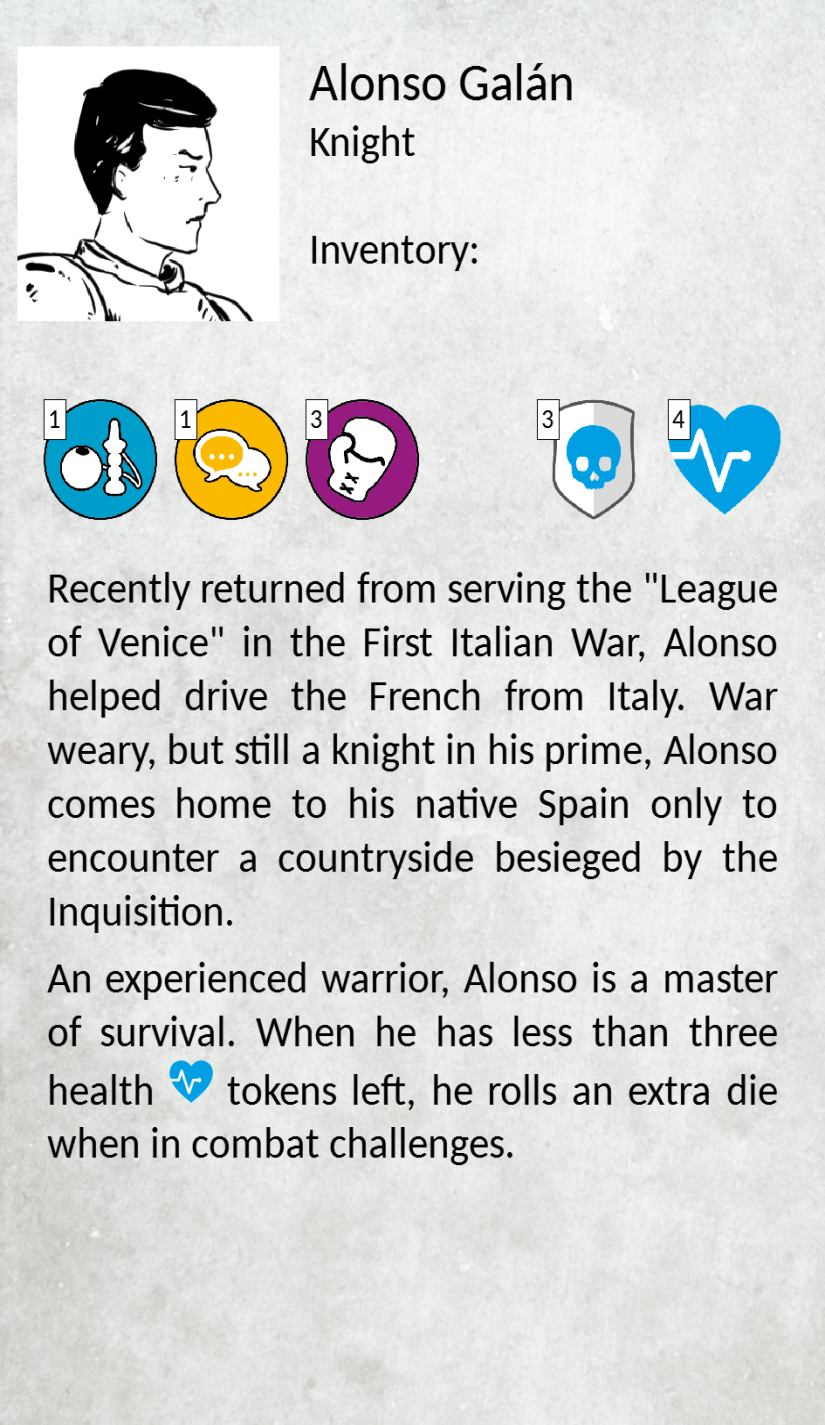 Alonso Galán
Knight
Inventory:
1
1
3
3
4
Recently returned from serving the "League
of Venice" in the First Italian War, Alonso
helped drive the French from Italy. War
weary, but still a knight in his prime, Alonso
comes home to his native Spain only to
encounter a countryside besieged by the
Inquisition.
An experienced warrior, Alonso is a master
of survival. When he has less than three
health tokens left, he rolls an extra die
when in combat challenges.